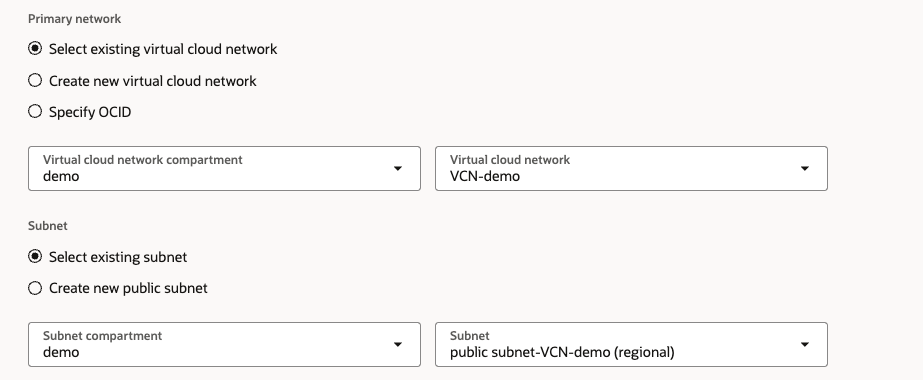 Primary network
Select existing virtual cloud network
Create new virtual cloud network
Specify OCID
Virtual cloud network compartment
demo
Virtual cloud network
VCN-demo
Subnet
Select existing subnet
Create new public subnet
Subnet compartment
demo
Subnet
public subnet-VCN-demo (regional)